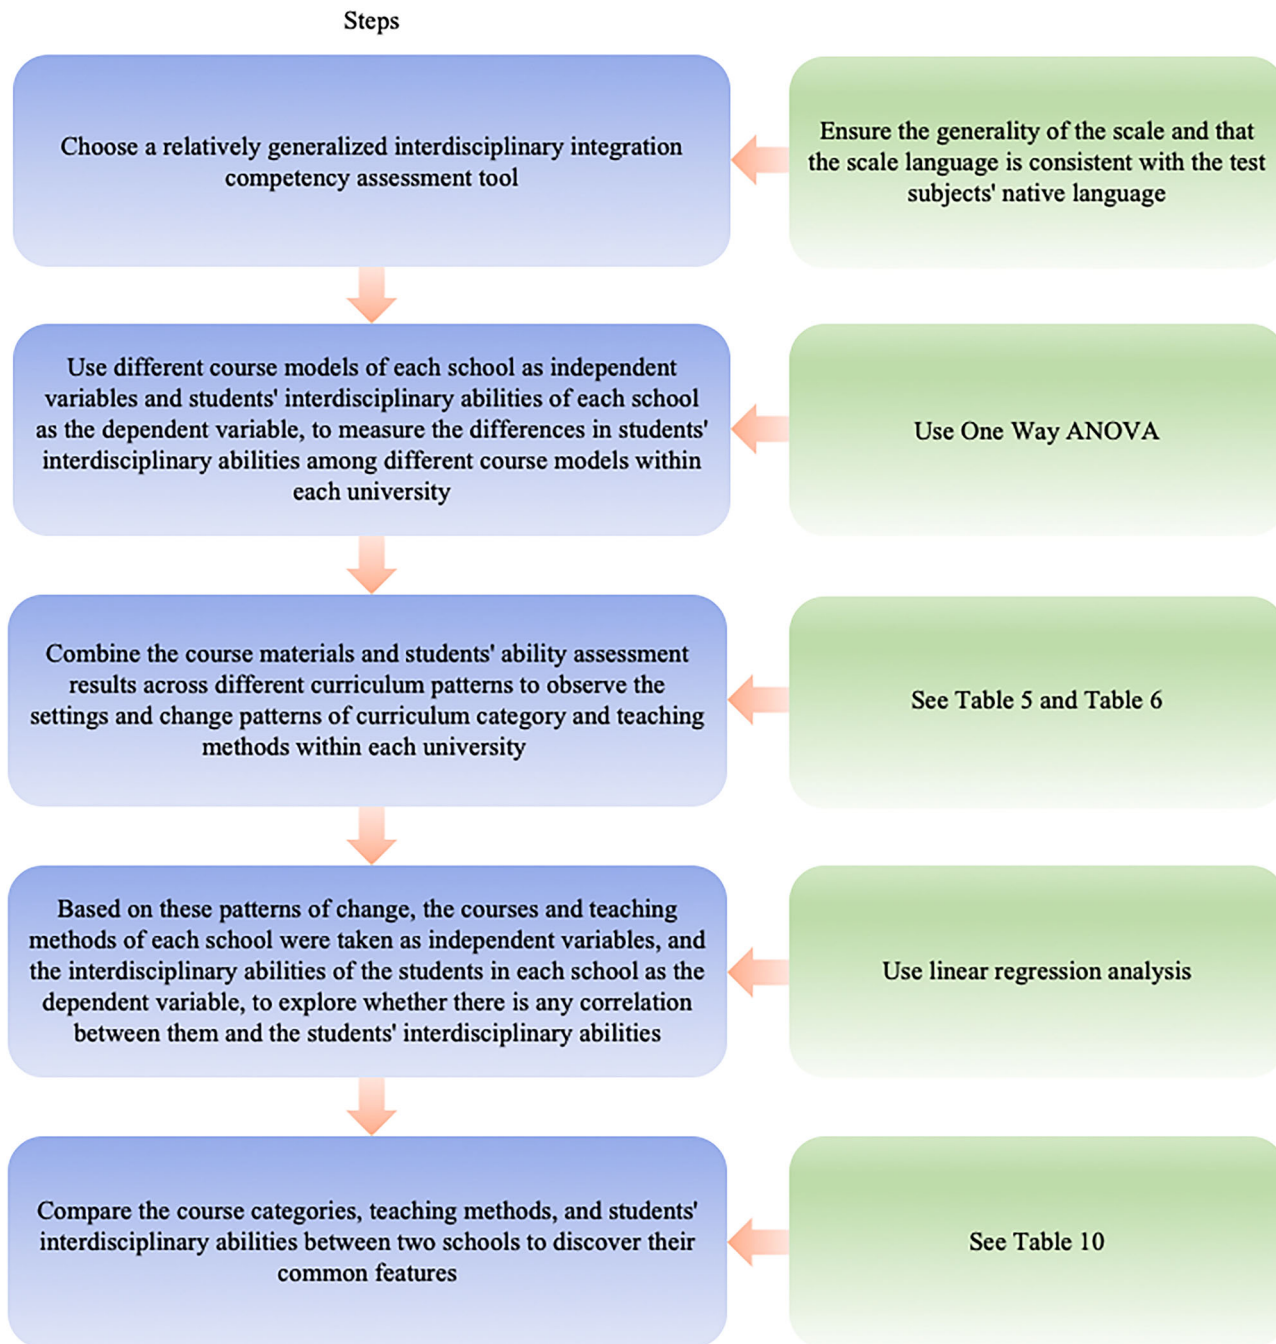 Steps
Choose a relatively generalized interdisciplinary integration
competency assessment tool
Ensure the generality of the scale and that
the scale language is consistent with the test
subjects' native language
Use different course models of each school as independent
variables and students' interdisciplinary abilities of each school
as the dependent variable, to measure the differences in students'
interdisciplinary abilities among different course models within
each university
Use One Way ANOVA
Combine the course materials and students' ability assessment
results across different curriculum patterns to observe the
settings and change patterns of curriculum category and teaching
methods within each university
See Table 5 and Table 6
Based on these patterns of change, the courses and teaching
methods of each school were taken as independent variables, and
the interdisciplinary abilities of the students in each school as the
dependent variable, to explore whether there is any correlation
between them and the students' interdisciplinary abilities
Use linear regression analysis
Compare the course categories, teaching methods, and students'
interdisciplinary abilities between two schools to discover their
common features
See Table 10